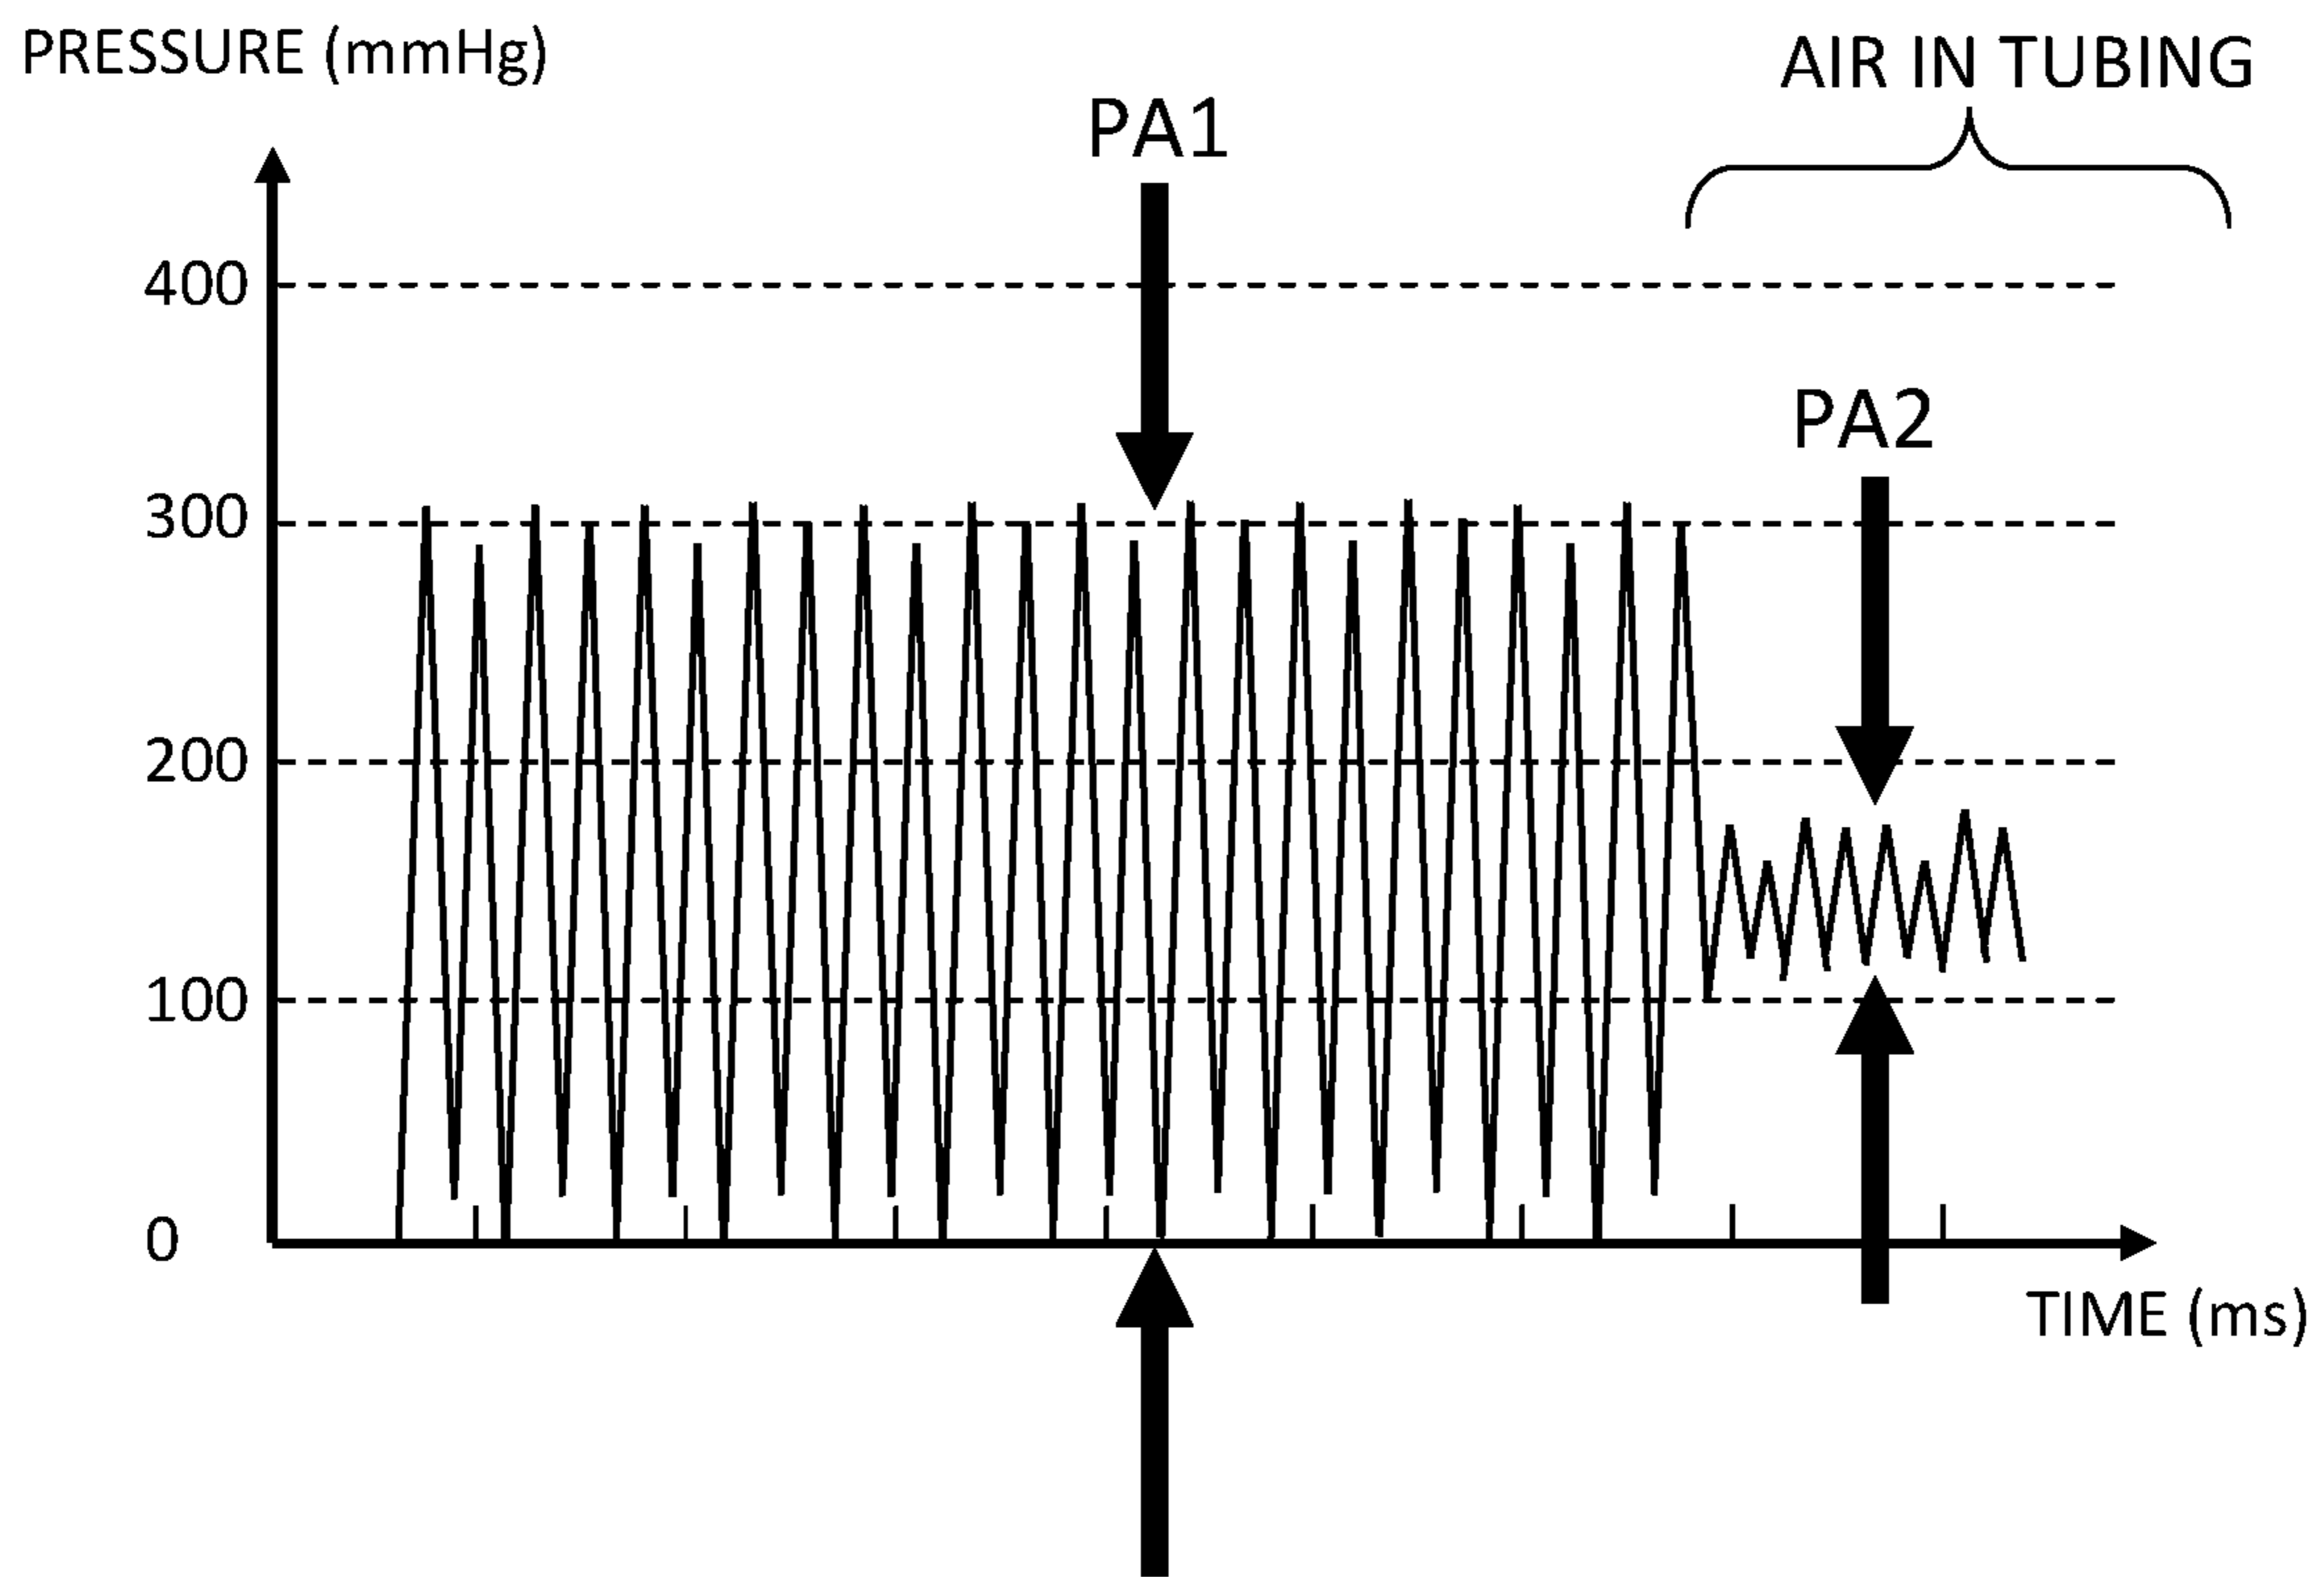 PRESSURE (mmHg)
AIR IN TUBING
PA1
400
PA2
300
200
100
0
TIME (ms)